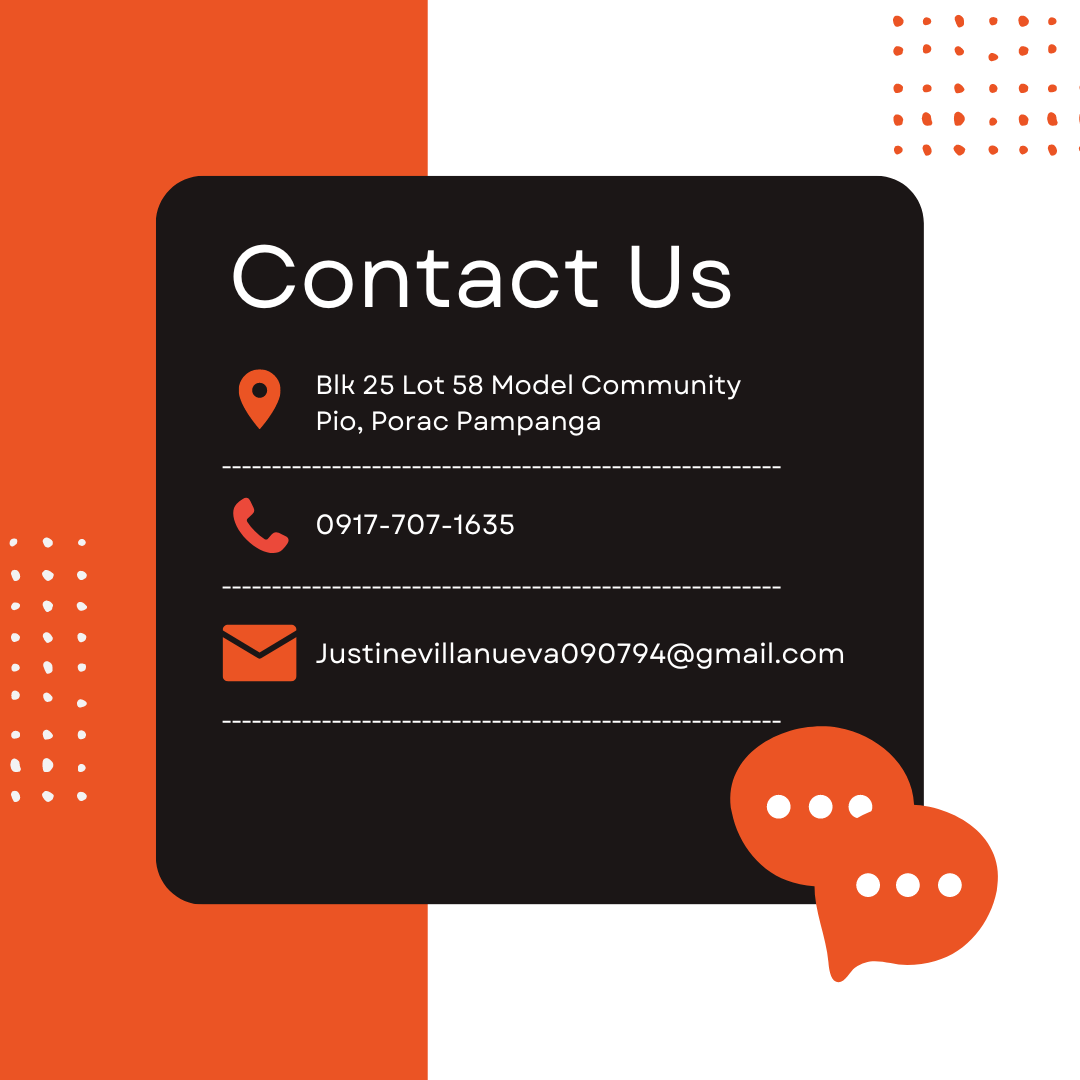 Contact Us
Blk 25 Lot 58 Model Community
Pio, Porac Pampanga
0917-707-1635
Justinevillanueva090794@gmail.com